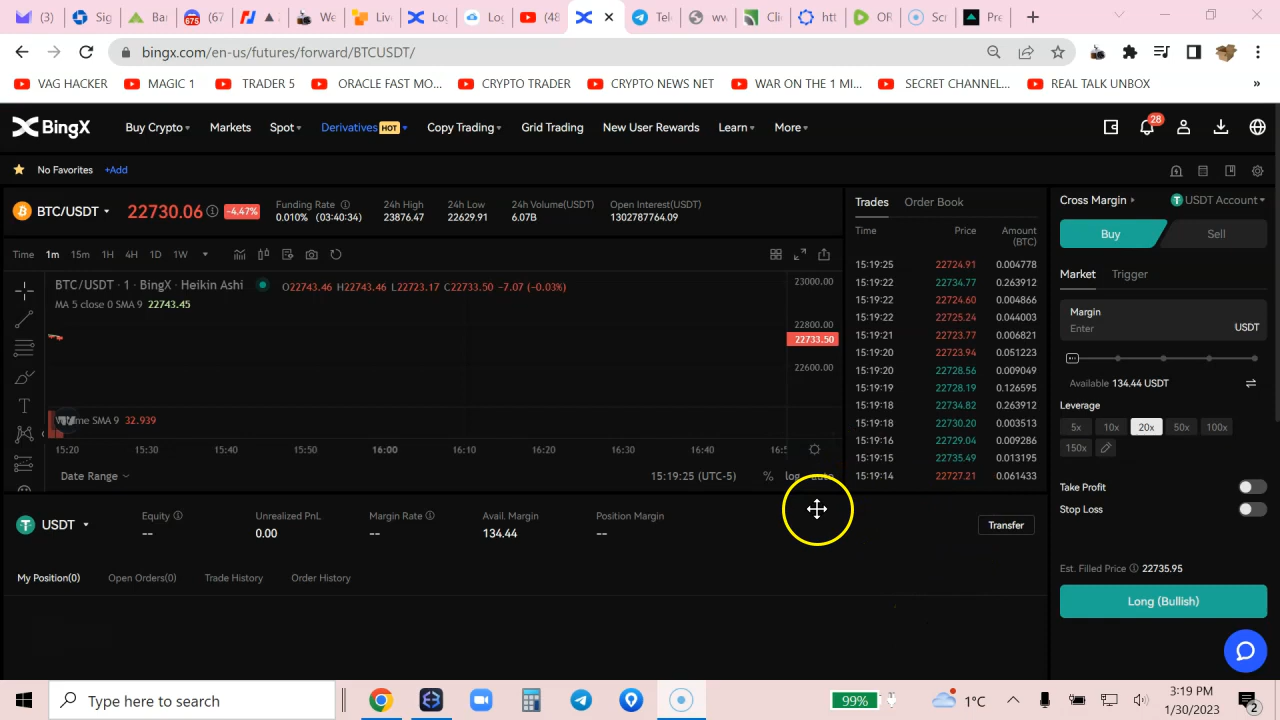 (3)
Sig
Ba
675
(67
We
Live
Log
Lo
(48
Tele
ww
Clic
htt
Ol
Scr
Pre
bingx.com/en-us/futures/forward/BTCUSDT/
VAG HACKER
MAGIC 1
TRADER 5
ORACLE FAST MO...
CRYPTO TRADER
CRYPTO NEWS NET
WAR ON THE 1 MI...
SECRET CHANNEL...
REAL TALK UNBOX
»
BingX
Buy Crypto
Markets
Spot
Derivatives HOT
Copy Trading
Grid Trading
New User Rewards
Learn
More
28
No Favorites +Add
BTC/USDT
22730.06
-4.47%
Funding Rate
0.010% (03:40:34)
24h High
23876.47
24h Low
22629.91
24h Volume(USDT)
6.07B
Open Interest(USDT)
1302787764.09
Time 1m 15m 1H 4H 1D 1W
BTC/USDT · 1 · BingX · Heikin Ashi
O22743.46 H22743.46 L22723.17 C22733.50 -7.07 (-0.03%)
MA 5 close 0 SMA 9 22743.45
23000.00
22800.00
22733.50
22600.00
Volume SMA 9 32.939
15:20 15:30 15:40 15:50 16:00 16:10 16:20 16:30 16:40 16:5
Date Range
15:19:25 (UTC-5) % log auto
Trades Order Book
Time Price Amount
(BTC)
15:19:25 22724.91 0.004778
15:19:22 22734.77 0.263912
15:19:22 22724.60 0.004866
15:19:22 22725.24 0.044003
15:19:21 22723.77 0.006821
15:19:20 22723.94 0.051223
15:19:20 22728.56 0.009049
15:19:19 22728.19 0.126595
15:19:18 22734.82 0.263912
15:19:18 22730.20 0.003513
15:19:16 22729.04 0.009286
15:19:15 22735.49 0.013195
15:19:14 22727.21 0.061433
Cross Margin
USDT Account
Buy Sell
Market Trigger
Margin
Enter USDT
Available 134.44 USDT
Leverage
5x 10x 20x 50x 100x
150x
Take Profit
Stop Loss
Est. Filled Price 22735.95
Long (Bullish)
USDT
Equity
--
Unrealized PnL
0.00
Margin Rate
--
Avail. Margin
134.44
Position Margin
--
Transfer
My Position(0) Open Orders(0) Trade History Order History
Type here to search
99%
1°C
3:19 PM
1/30/2023
2